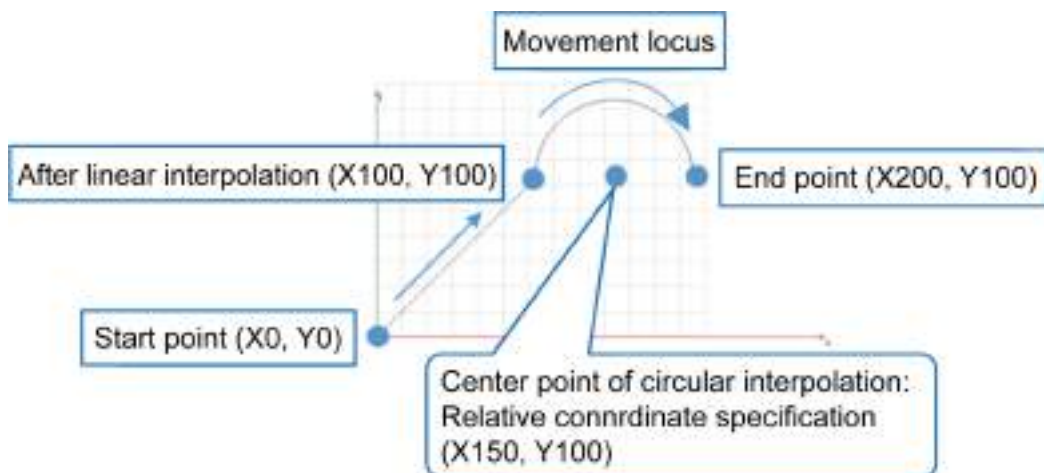 Movement locus
After linear interpolation (X100, Y100)
End point (X200, Y100)
Start point (X0, Y0)
Center point of circular interpolation:
Relative connrdinate specification
(X150, Y100)